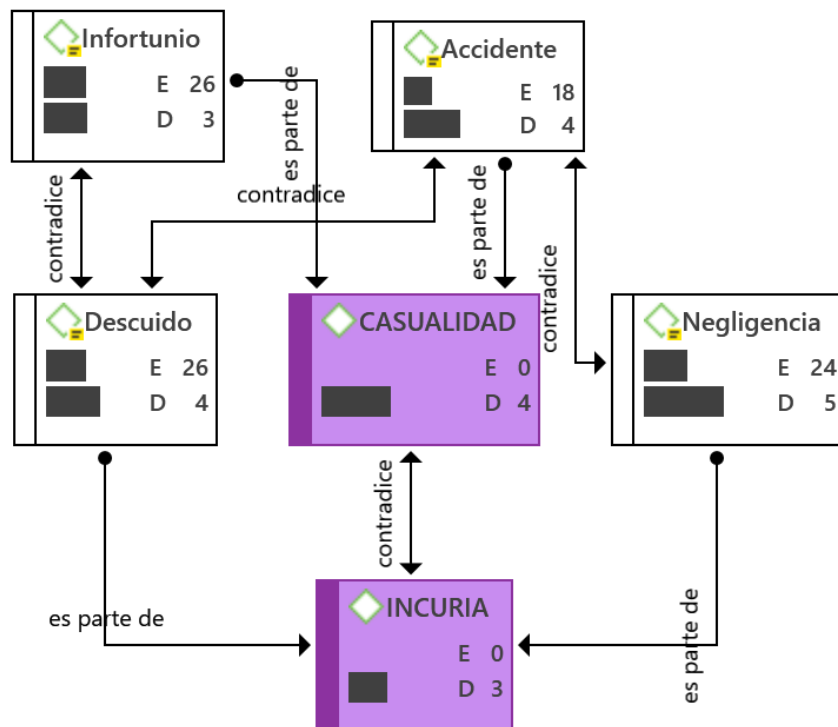 Infortunio
E 26
D 3
Accidente
E 18
D 4
es parte de
contradice
contradice
es parte de
contradice
Descuido
E 26
D 4
CASUALIDAD
E 0
D 4
Negligencia
E 24
D 5
contradice
INCURIA
E 0
D 3
es parte de
es parte de